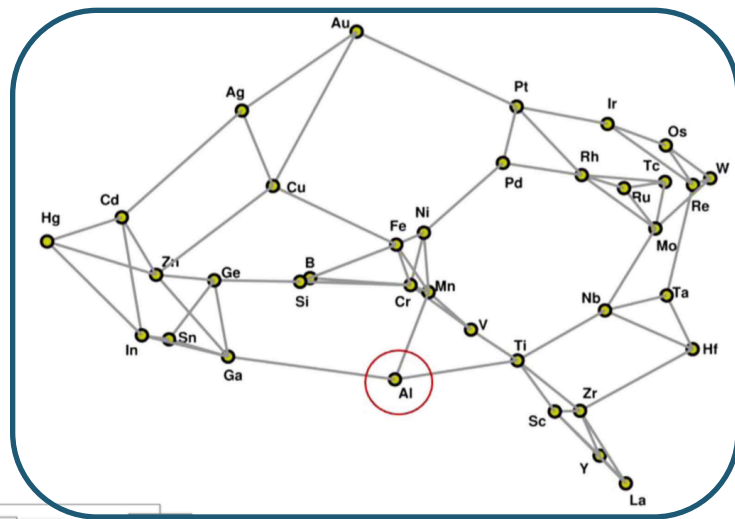 Au
Pt
Ag
Ir
Os
Rh
Tc
W
Cu
Pd
Ru
Re
Hg
Cd
Ni
Fe
Mo
Zn
B
Ge
Mn
Si
Cr
Nb
Ta
V
In
Sn
Ti
Hf
Ga
Al
Zr
Sc
Y
La